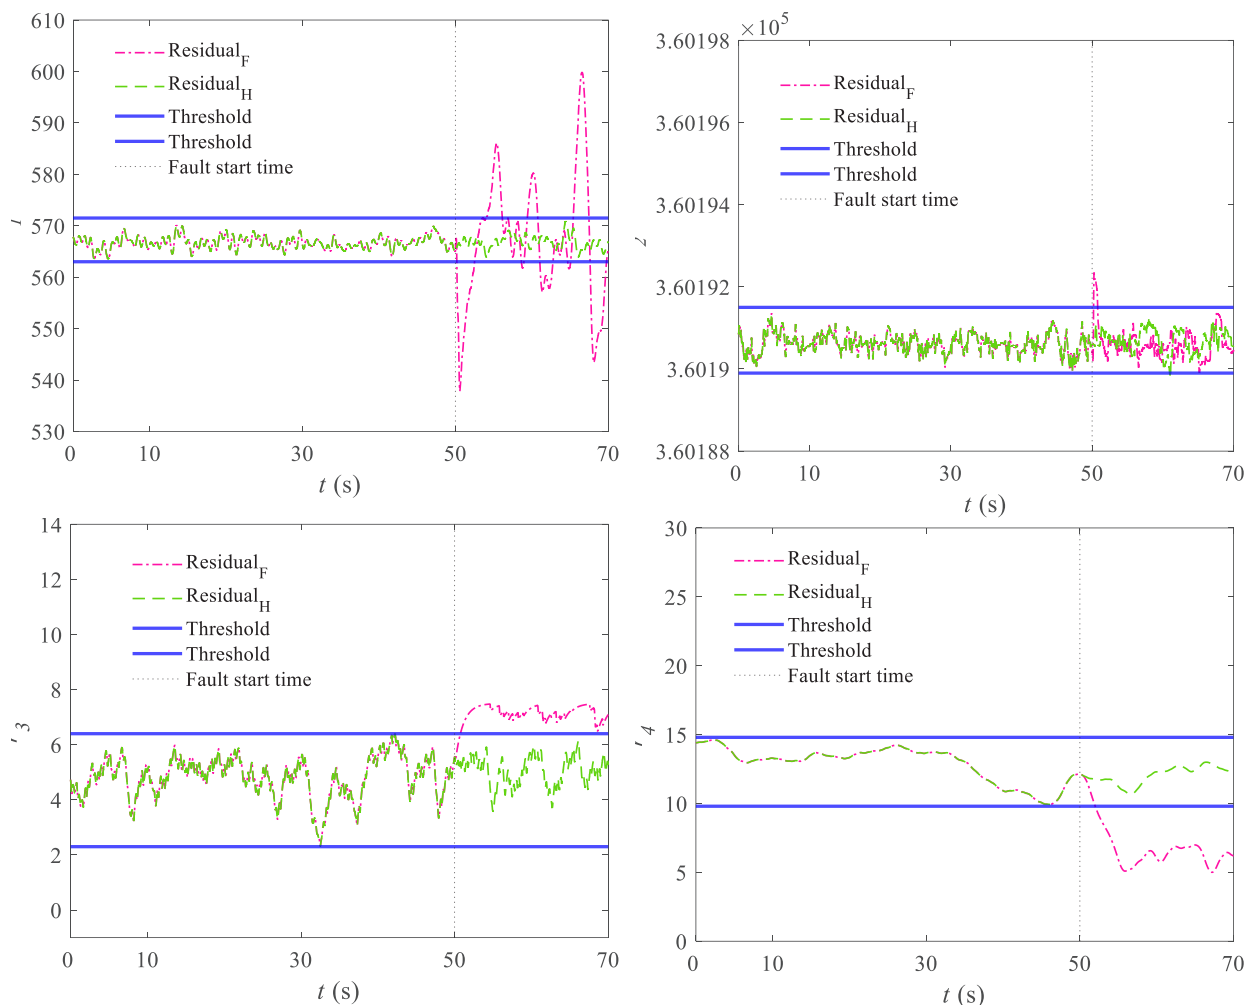 610
600
590
580
570
560
550
540
530
Residual_F
Residual_H
Threshold
Threshold
Fault start time
0
10
30
50
70
t (s)
×10^5
3.60198
3.60196
3.60194
3.60192
3.6019
3.60188
2
Residual_F
Residual_H
Threshold
Threshold
Fault start time
0
10
30
50
70
t (s)
14
12
10
8
6
4
2
0
3
Residual_F
Residual_H
Threshold
Threshold
Fault start time
0
10
30
50
70
t (s)
30
25
20
15
10
5
0
4
Residual_F
Residual_H
Threshold
Threshold
Fault start time
0
10
30
50
70
t (s)